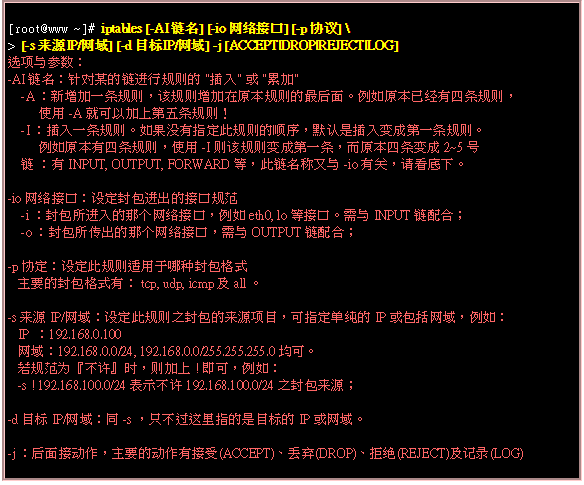 [root@www ~]# iptables [-AI 链名] [-io 网络接口] [-p 协议] \
> [-s 来源IP/网域] [-d 目标IP/网域] -j [ACCEPT|DROP|REJECT|LOG]
选项与参数：
-AI 链名：针对某的链进行规则的 "插入" 或 "累加"
-A ：新增加一条规则，该规则增加在原本规则的最后面。例如原本已经有四条规则，
使用 -A 就可以加上第五条规则！
-I ：插入一条规则。如果没有指定此规则的顺序，默认是插入变成第一条规则。
例如原本有四条规则，使用 -I 则该规则变成第一条，而原本四条变成 2~5 号
链 ：有 INPUT, OUTPUT, FORWARD 等，此链名称又与 -io 有关，请看底下。
-io 网络接口：设定封包进出的接口规范
-i ：封包所进入的那个网络接口，例如 eth0, lo 等接口。需与 INPUT 链配合；
-o ：封包所传出的那个网络接口，需与 OUTPUT 链配合；
-p 协定：设定此规则适用于哪种封包格式
主要的封包格式有： tcp, udp, icmp 及 all 。
-s 来源 IP/网域：设定此规则之封包的来源项目，可指定单纯的 IP 或包括网域，例如：
IP ：192.168.0.100
网域：192.168.0.0/24, 192.168.0.0/255.255.255.0 均可。
若规范为『不许』时，则加上 ! 即可，例如：
-s ! 192.168.100.0/24 表示不许 192.168.100.0/24 之封包来源；
-d 目标 IP/网域：同 -s ，只不过这里指的是目标的 IP 或网域。
-j ：后面接动作，主要的动作有接受(ACCEPT)、丢弃(DROP)、拒绝(REJECT)及记录(LOG)